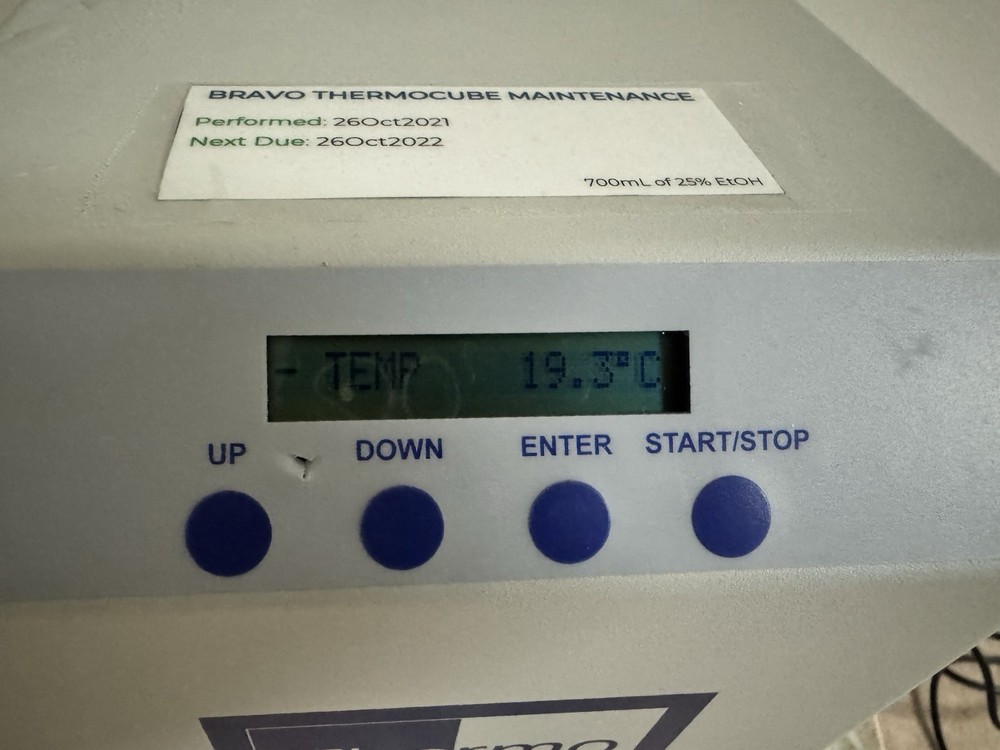 BRAVO THERMOCUBE MAINTENANCE
Performed: 26Oct2021
Next Due: 26Oct2022
700mL of 25% EtOH
- TEMP 19.3°C
UP DOWN ENTER START/STOP
Thermo